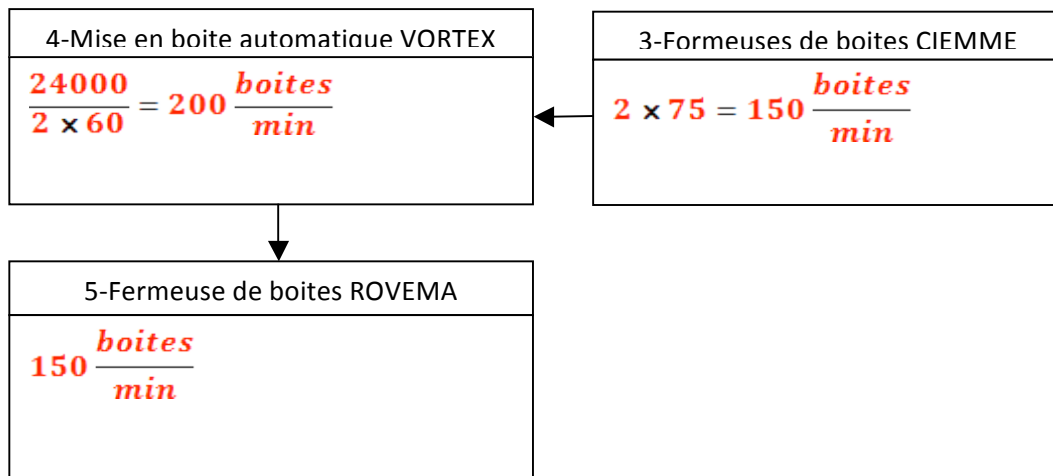 4-Mise en boite automatique VORTEX
24000 / 2 × 60 = 200 boites / min
3-Formeuses de boites CIEMME
2 × 75 = 150 boites / min
5-Fermeuse de boites ROVEMA
150 boites / min